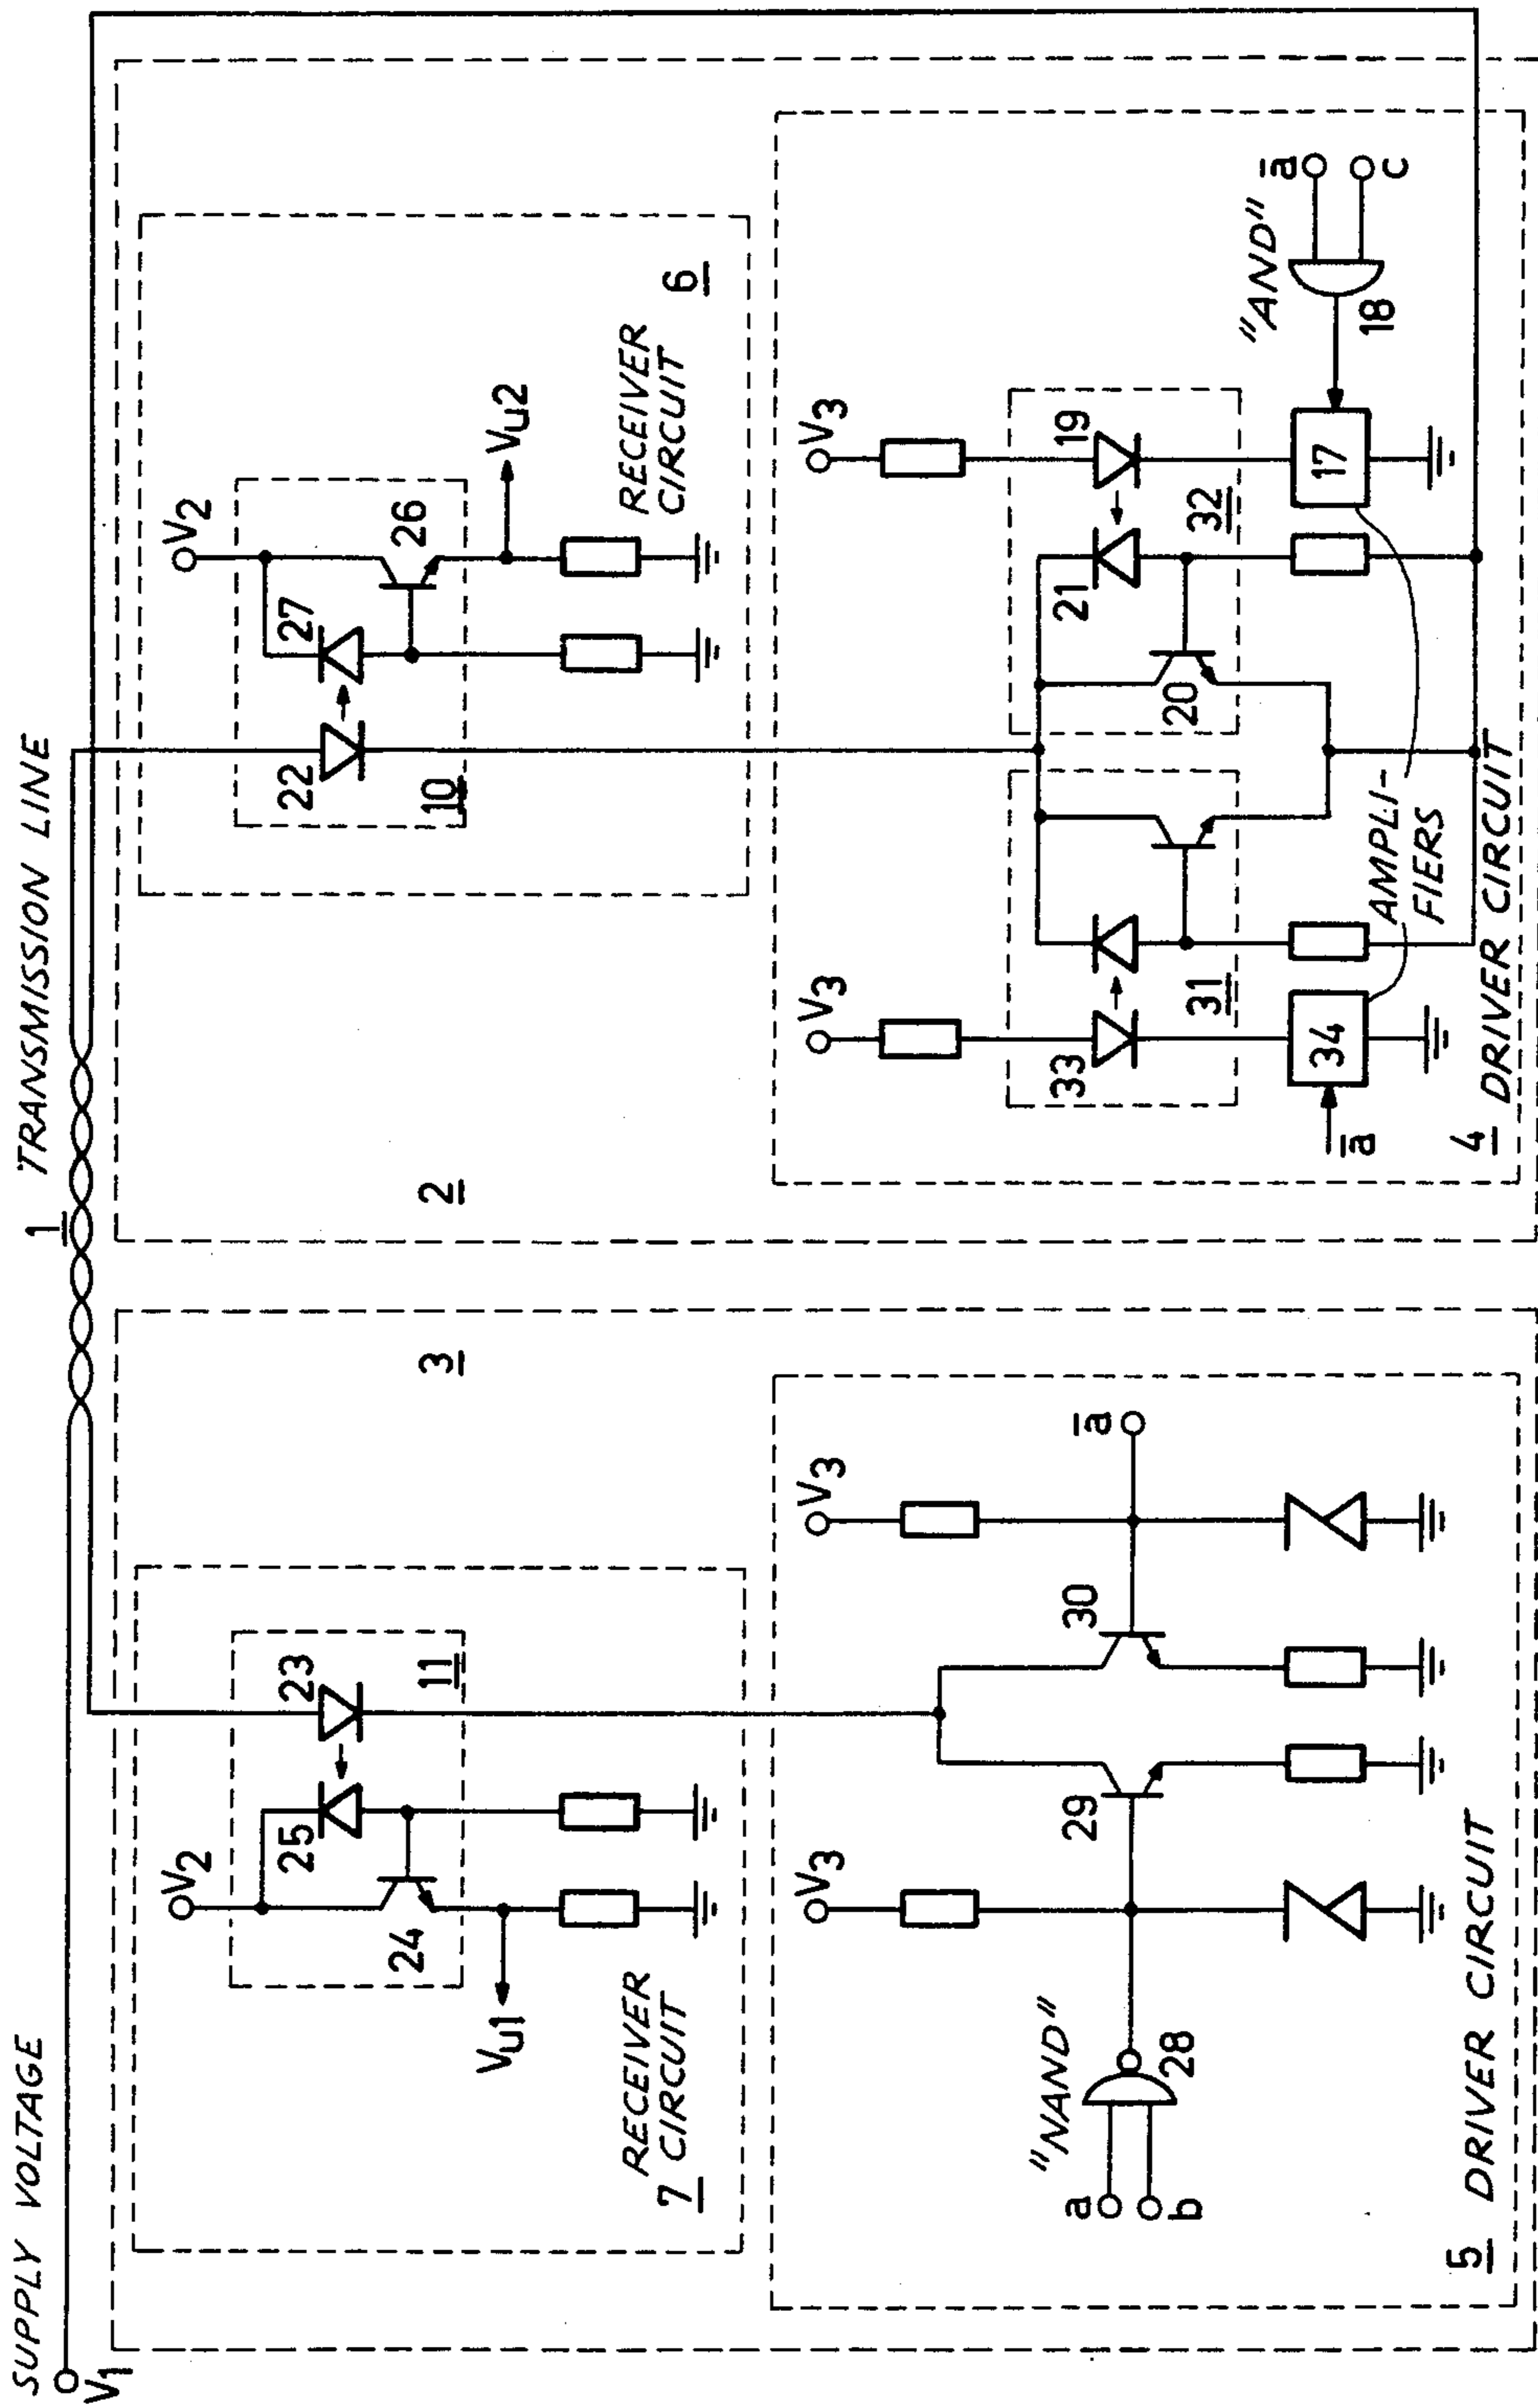 SUPPLY VOLTAGE
1 TRANSMISSION LINE
V1
3
2
V2
25
23
24
11
Vu1
RECEIVER
7 CIRCUIT
V2
22
27
26
10
Vu2
RECEIVER
CIRCUIT
6
V3
V3
"NAND"
a
b
28
29
30
a̅
5 DRIVER CIRCUIT
V3
V3
33
31
34
a̅
20
21
19
32
17
"AND"
18
a̅
c
AMPLI-
FIERS
4 DRIVER CIRCUIT